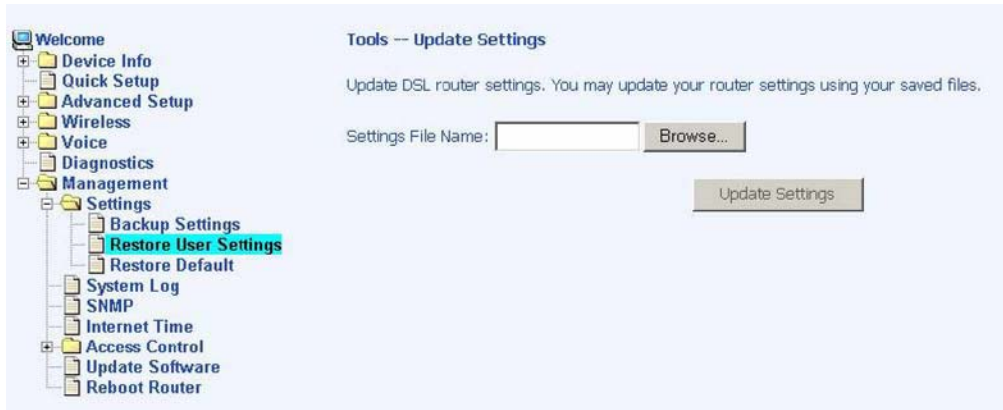 Welcome
Device Info
Quick Setup
Advanced Setup
Wireless
Voice
Diagnostics
Management
Settings
Backup Settings
Restore User Settings
Restore Default
System Log
SNMP
Internet Time
Access Control
Update Software
Reboot Router
Tools -- Update Settings
Update DSL router settings. You may update your router settings using your saved files.
Settings File Name: Browse...
Update Settings